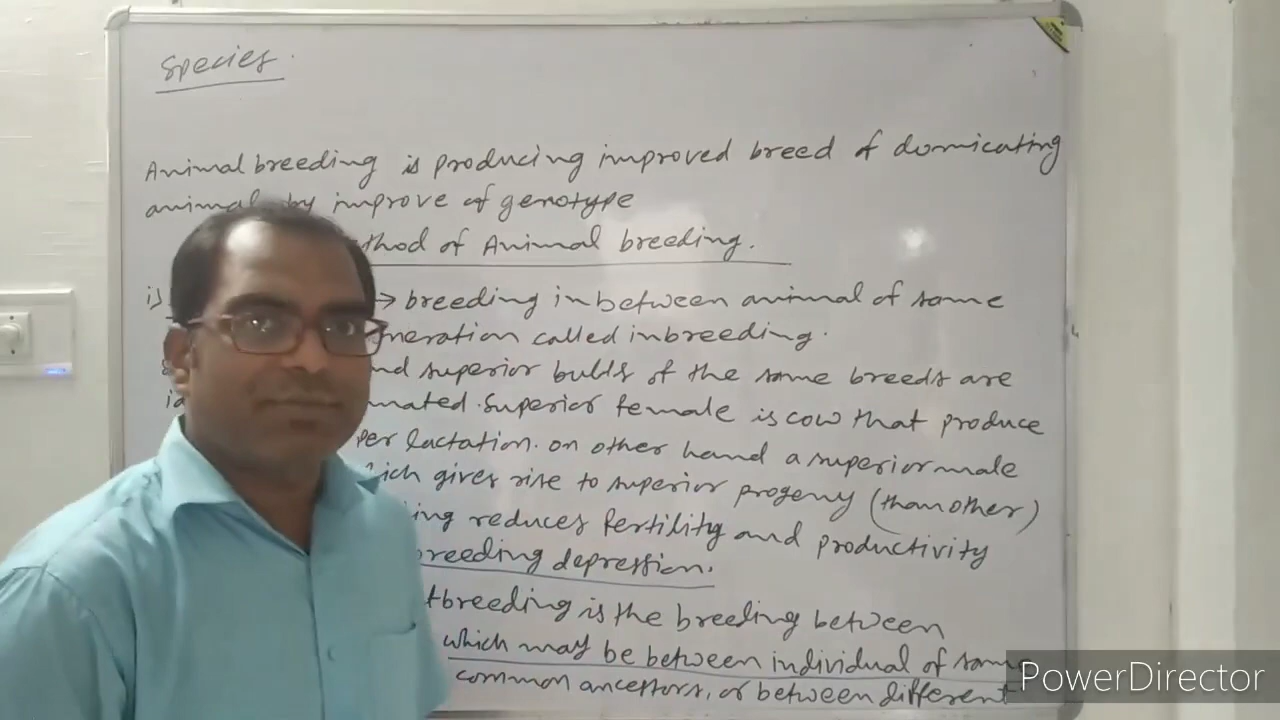 Species.
Animal breeding is producing improved breed of domicating
animal by improve of genotype
thod of Animal breeding.
i) → breeding in between animal of same
neration called inbreeding.
nd superior bulls of the same breeds are
mated. Superior female is cow that produce
per lactation. on other hand a superior male
hich gives rise to superior progeny (than other)
ing reduces fertility and productivity
breeding depression.
tbreeding is the breeding between
which may be between individual of same
common ancestors, or between different
PowerDirector